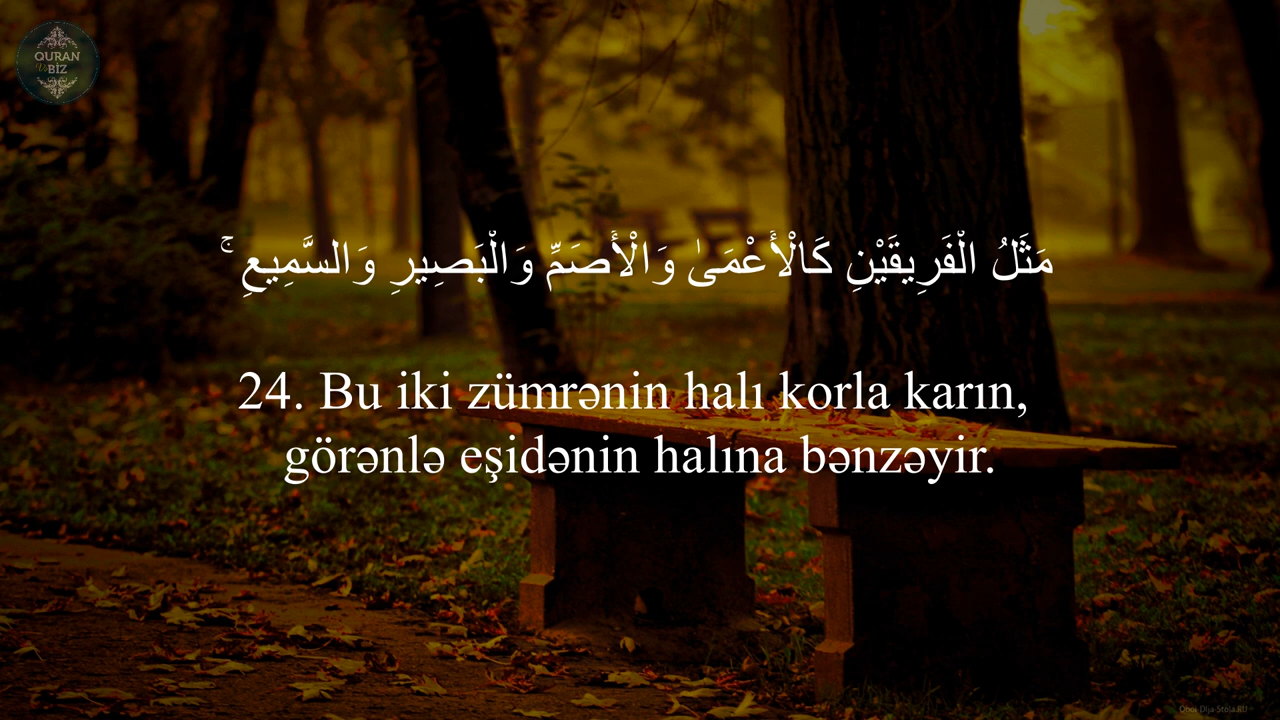 QURAN
Və BİZ
مَثَلُ الْفَرِيقَيْنِ كَالْأَعْمَىٰ وَالْأَصَمِّ وَالْبَصِيرِ وَالسَّمِيعِ ۚ
24. Bu iki zümrənin halı korla karın,
görənlə eşidənin halına bənzəyir.